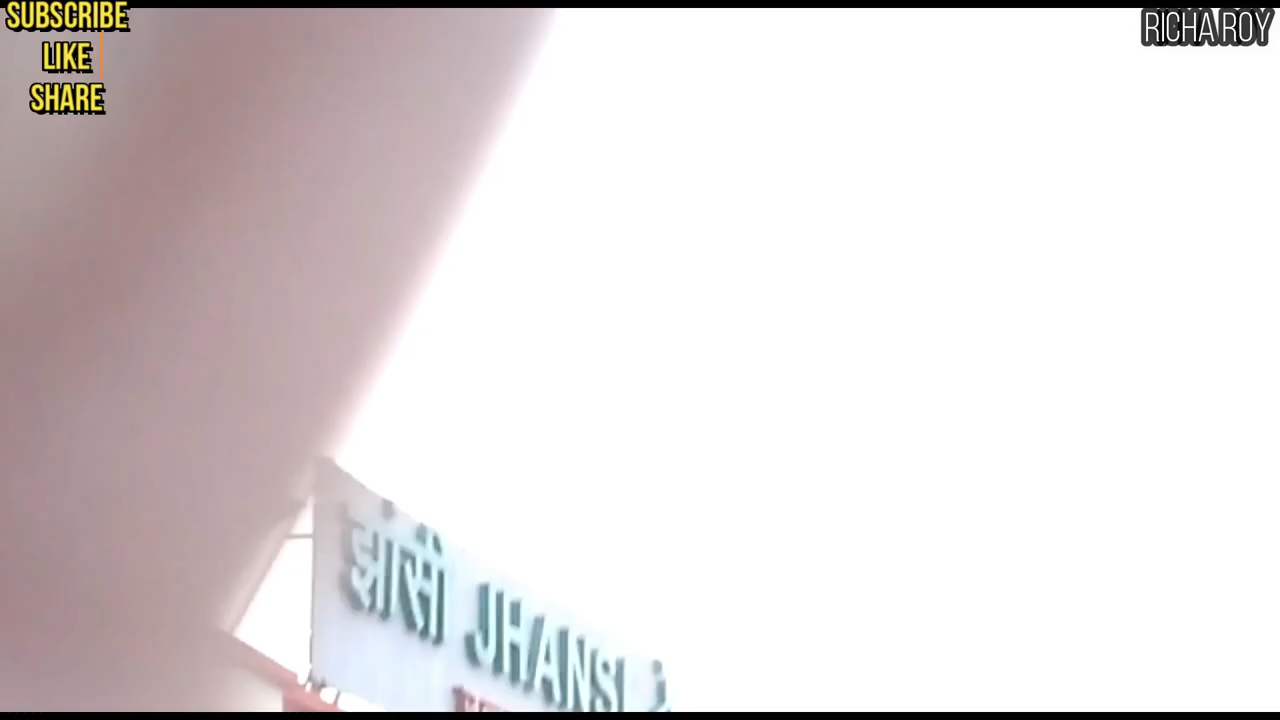 SUBSCRIBE
LIKE
SHARE
RICHA ROY
झांसी JHANSI